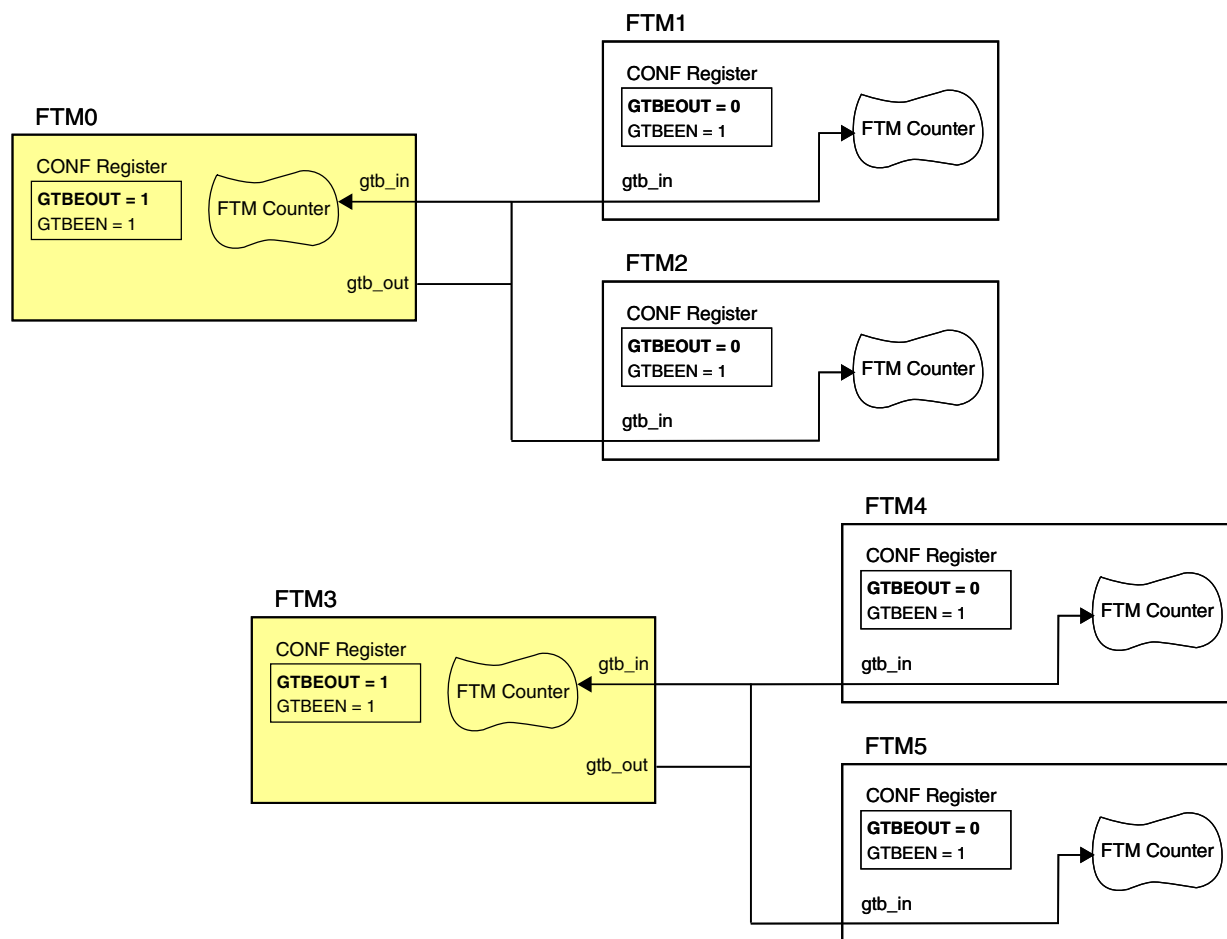 FTM0
CONF Register
GTBEOUT = 1
GTBEEN = 1
FTM Counter
gtb_in
gtb_out
FTM1
CONF Register
GTBEOUT = 0
GTBEEN = 1
FTM Counter
gtb_in
FTM2
CONF Register
GTBEOUT = 0
GTBEEN = 1
FTM Counter
gtb_in
FTM3
CONF Register
GTBEOUT = 1
GTBEEN = 1
FTM Counter
gtb_in
gtb_out
FTM4
CONF Register
GTBEOUT = 0
GTBEEN = 1
FTM Counter
gtb_in
FTM5
CONF Register
GTBEOUT = 0
GTBEEN = 1
FTM Counter
gtb_in